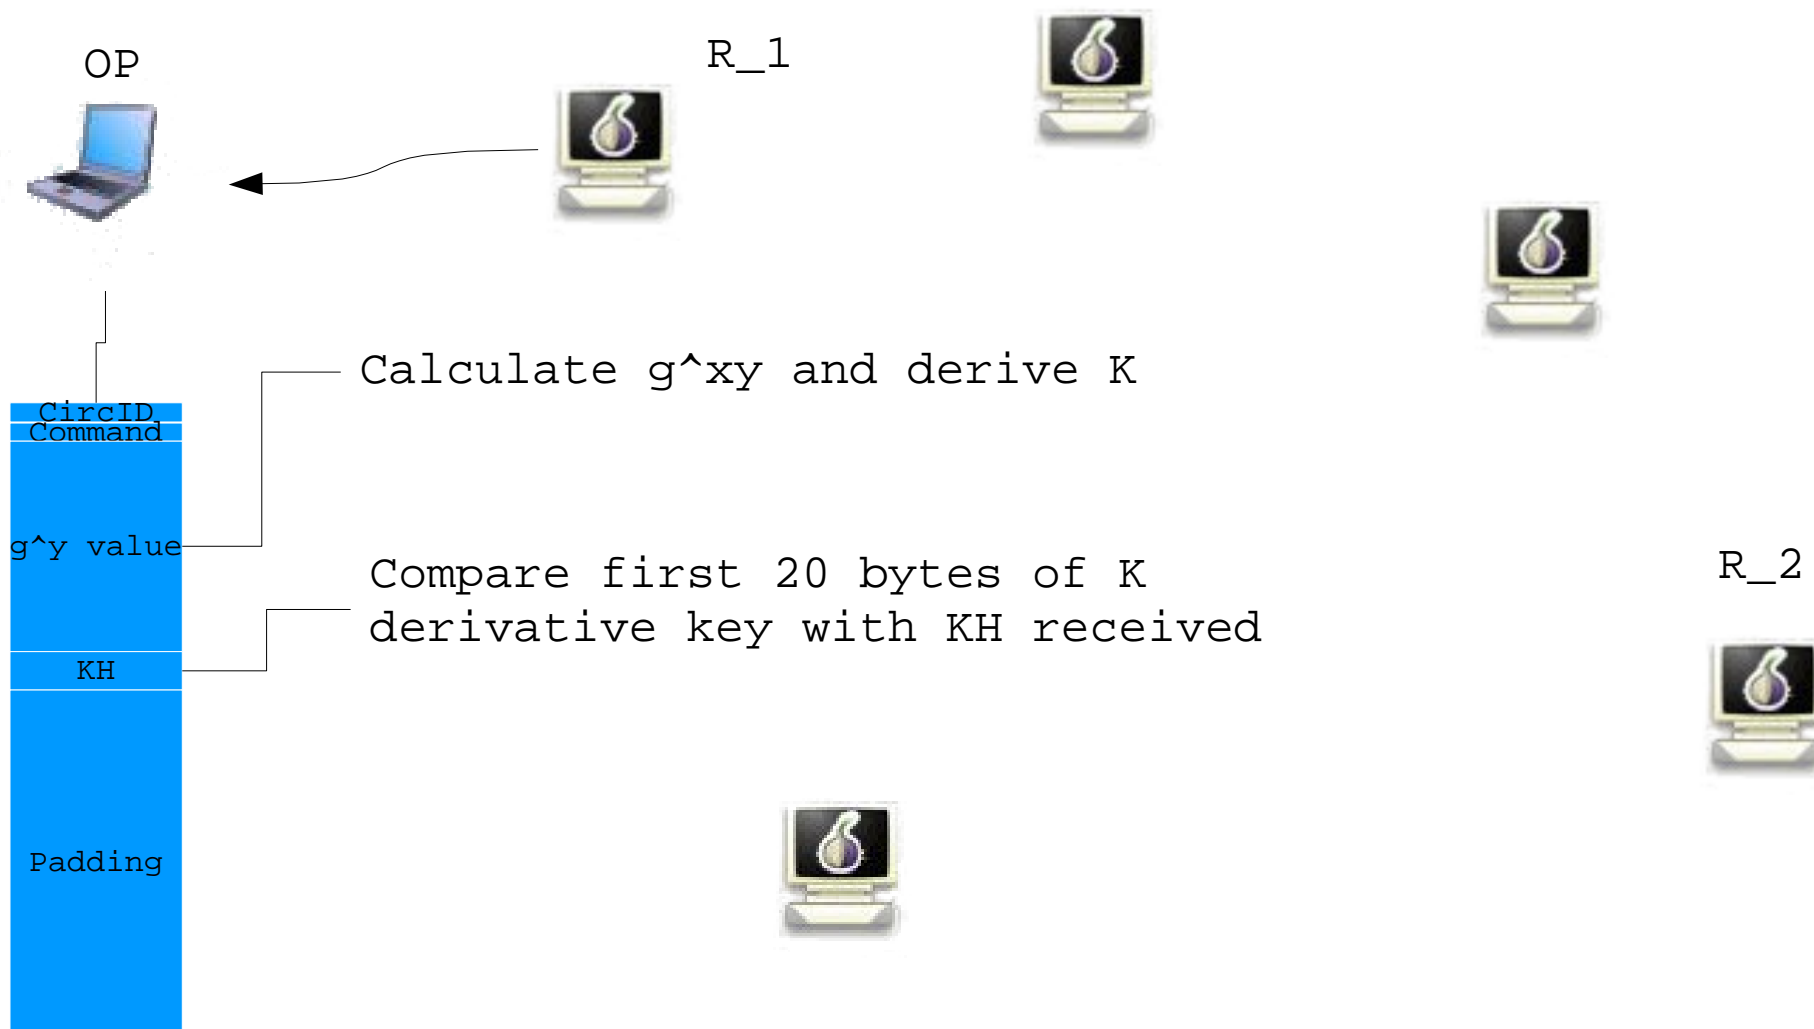 OP
R_1
Calculate g^xy and derive K
CircID
Command
g^y value
Compare first 20 bytes of K
derivative key with KH received
R_2
KH
Padding